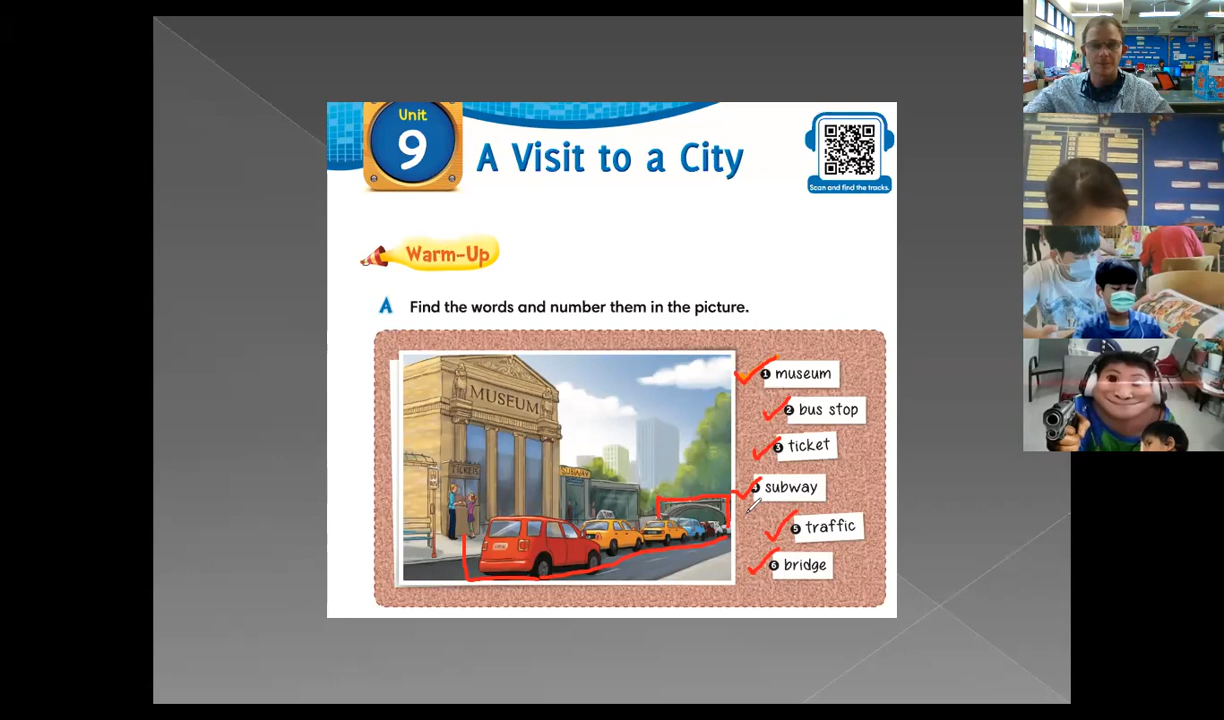 Unit
9
A Visit to a City
Scan and find the tracks.
Warm-Up
A Find the words and number them in the picture.
MUSEUM
TICKETS
SUBWAY
1 museum
2 bus stop
3 ticket
4 subway
5 traffic
6 bridge